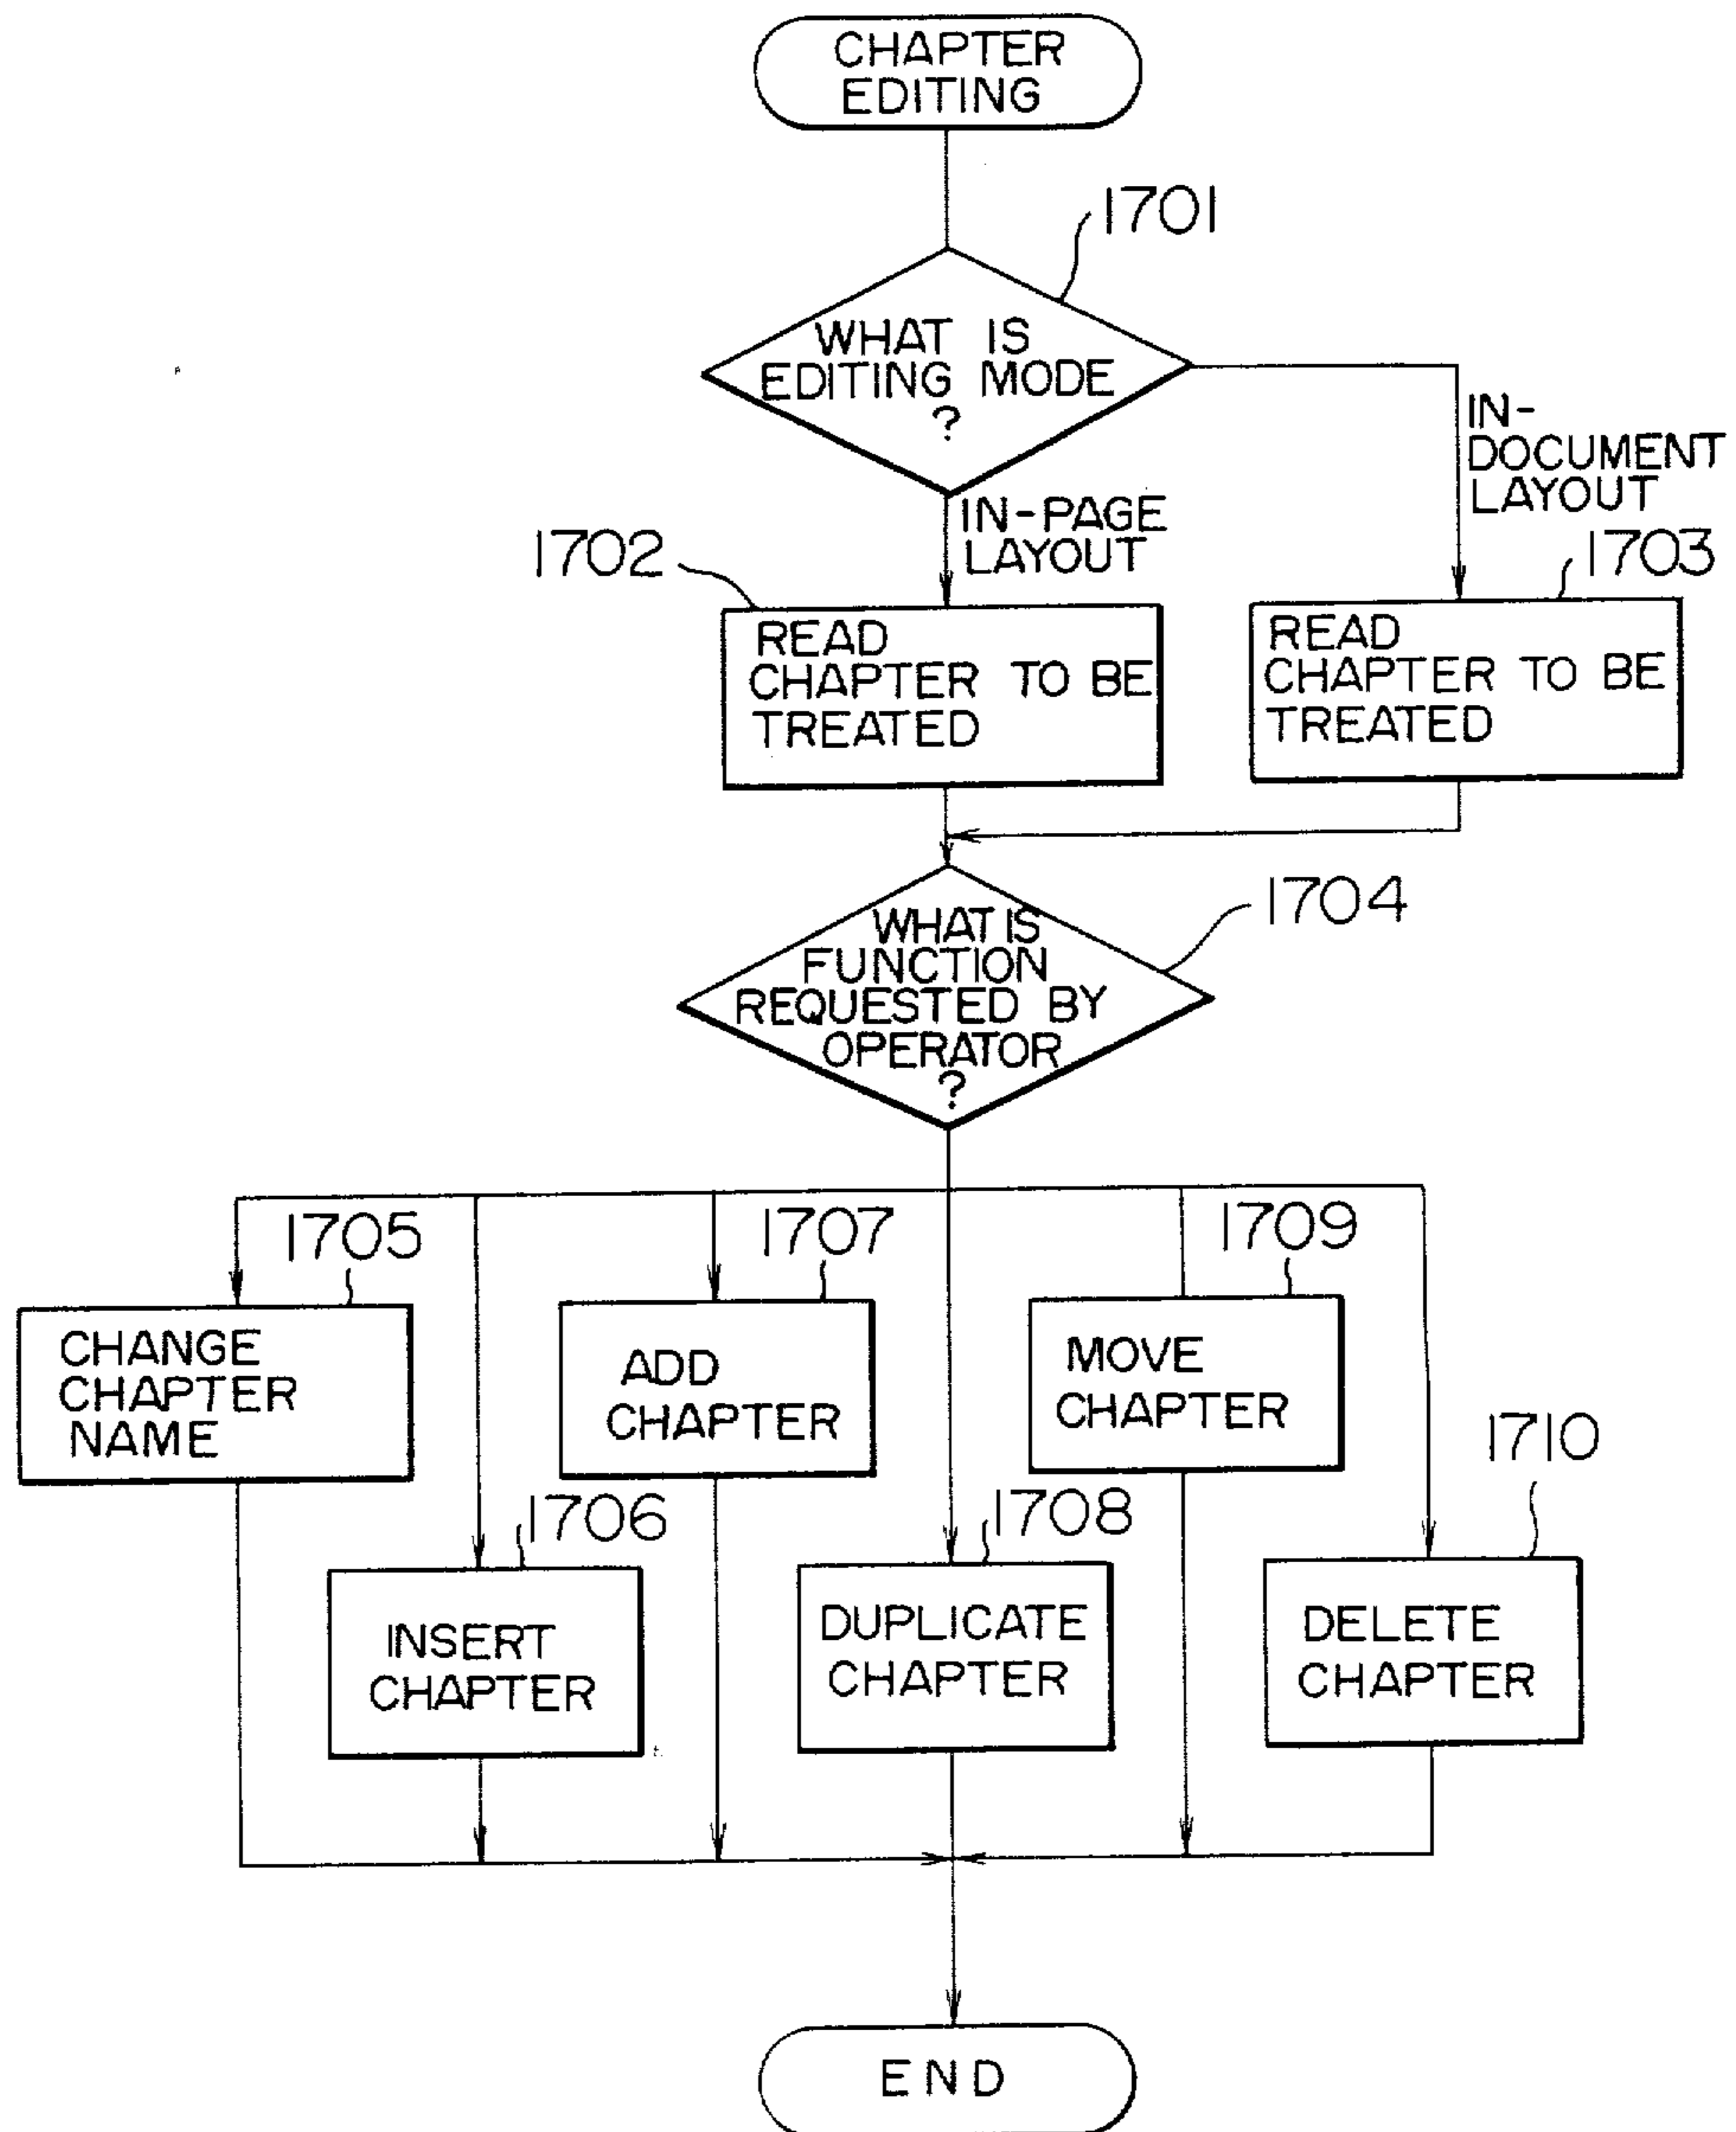 CHAPTER
EDITING
1701
WHAT IS
EDITING MODE
?
IN-
DOCUMENT
LAYOUT
IN-PAGE
LAYOUT
1702
1703
READ
CHAPTER TO BE
TREATED
READ
CHAPTER TO BE
TREATED
1704
WHAT IS
FUNCTION
REQUESTED BY
OPERATOR
?
1705
1707
1709
CHANGE
CHAPTER
NAME
ADD
CHAPTER
MOVE
CHAPTER
1706
1708
1710
INSERT
CHAPTER
DUPLICATE
CHAPTER
DELETE
CHAPTER
END